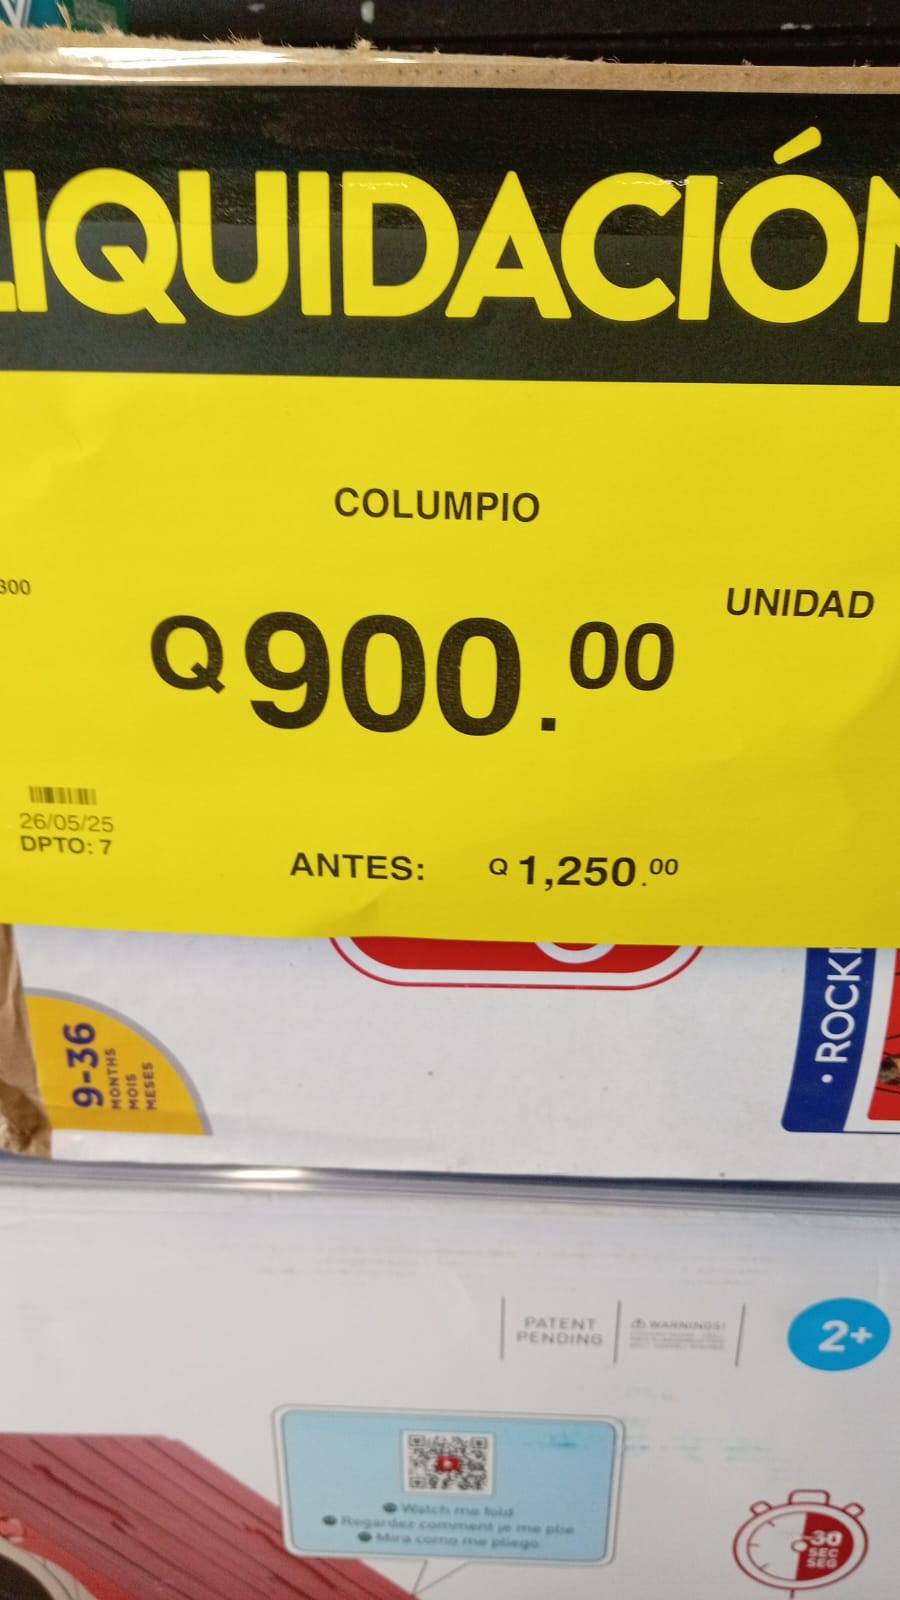 LIQUIDACIÓN
COLUMPIO
300
UNIDAD
Q900.00
26/05/25
DPTO: 7
ANTES: Q 1,250.00
9-36
MONTHS
MOIS
MESES
• ROCKE
PATENT
PENDING
WARNINGS!
2+
Watch me fold
Regardez comment je me plie
Mira como me pliego
30
SEC
SEG